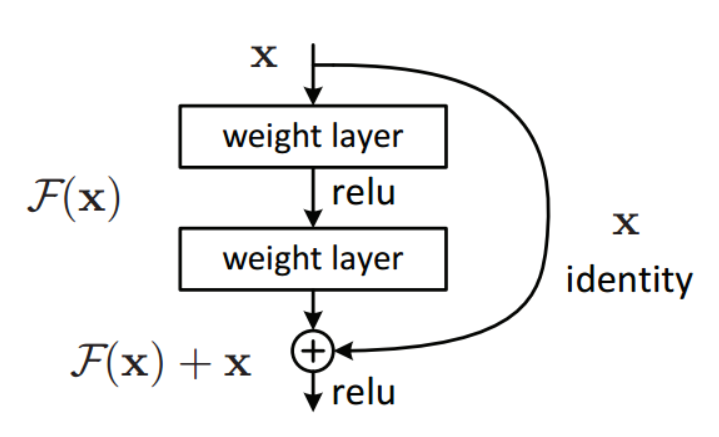 x
weight layer
F(x)
relu
x
weight layer
identity
F(x) + x
+
relu